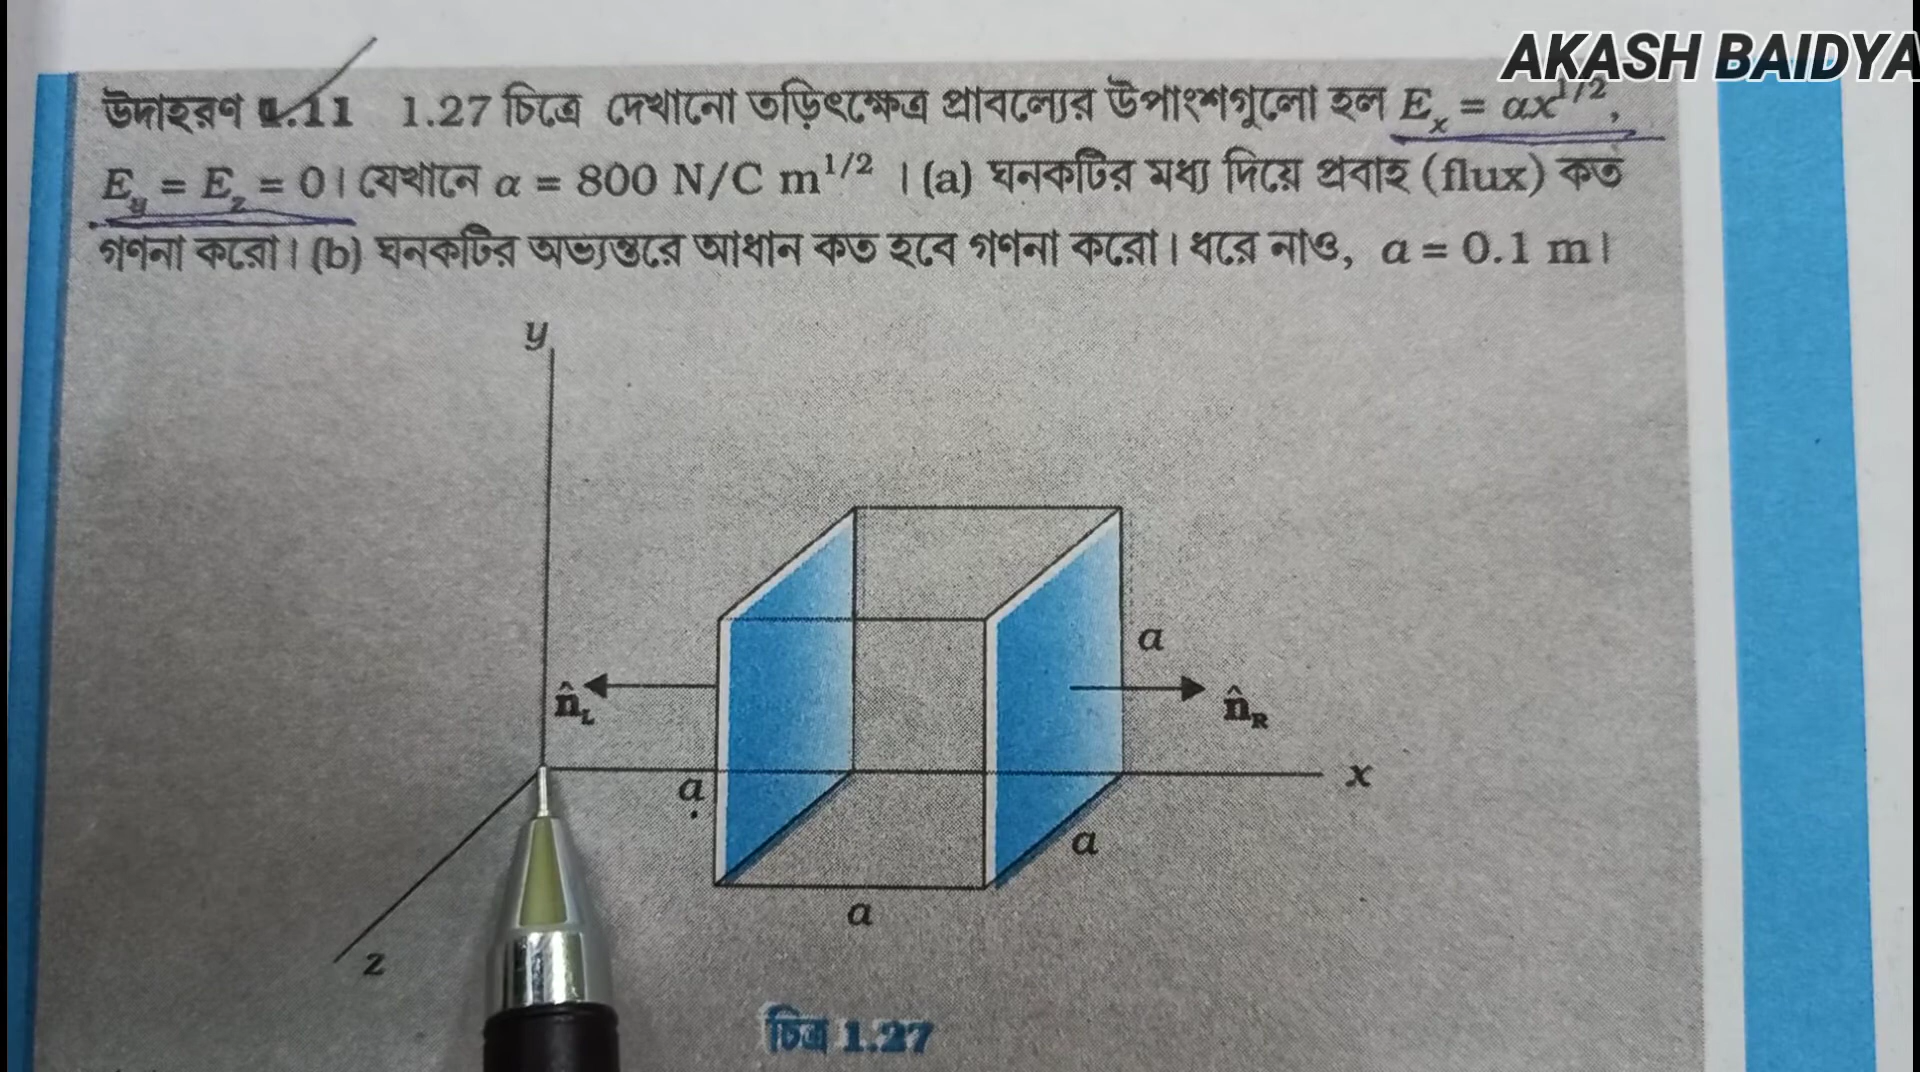 AKASH BAIDYA
উদাহরণ 1.11 1.27 চিত্রে দেখানো তড়িৎক্ষেত্র প্রাবল্যের উপাংশগুলো হল Eₓ = αx^1/2,
E_y = E_z = 0। যেখানে α = 800 N/C m^1/2 । (a) ঘনকটির মধ্য দিয়ে প্রবাহ (flux) কত
গণনা করো। (b) ঘনকটির অভ্যন্তরে আধান কত হবে গণনা করো। ধরে নাও, a = 0.1 m।
y
a
n̂_L
n̂_R
x
a
a
a
z
চিত্র 1.27